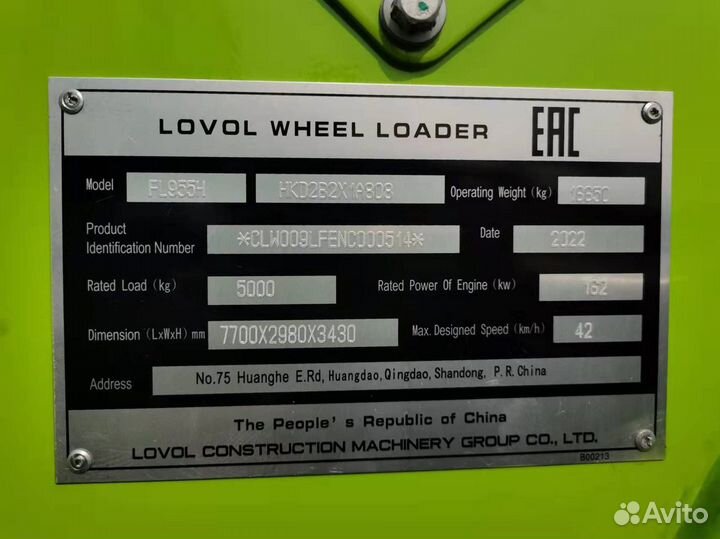 LOVOL WHEEL LOADER EAC
Model FL955H HKD2B2X1A808 Operating Weight (kg) 16650
Product Identification Number *CLW009LFENC000514* Date 2022
Rated Load (kg) 5000 Rated Power Of Engine (kw) 162
Dimension (LxWxH) mm 7700X2980X3430 Max. Designed Speed (km/h) 42
Address No.75 Huanghe E.Rd, Huangdao, Qingdao, Shandong, P.R.China
The People's Republic of China
LOVOL CONSTRUCTION MACHINERY GROUP CO., LTD.
B00213
Avito